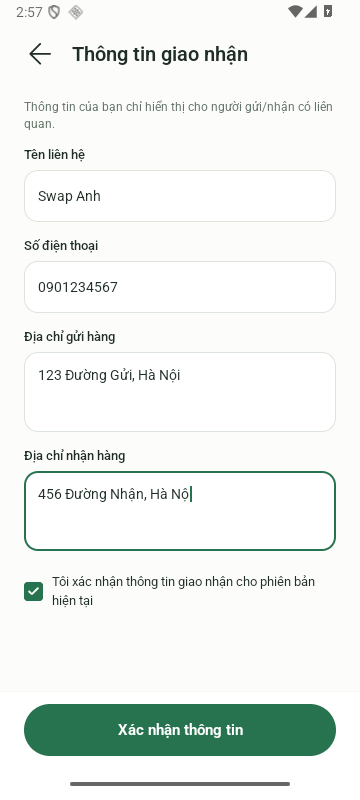 2:57
Thông tin giao nhận
Thông tin của bạn chỉ hiển thị cho người gửi/nhận có liên
quan.
Tên liên hệ
Swap Anh
Số điện thoại
0901234567
Địa chỉ gửi hàng
123 Đường Gửi, Hà Nội
Địa chỉ nhận hàng
456 Đường Nhận, Hà Nộ
Tôi xác nhận thông tin giao nhận cho phiên bản
hiện tại
Xác nhận thông tin